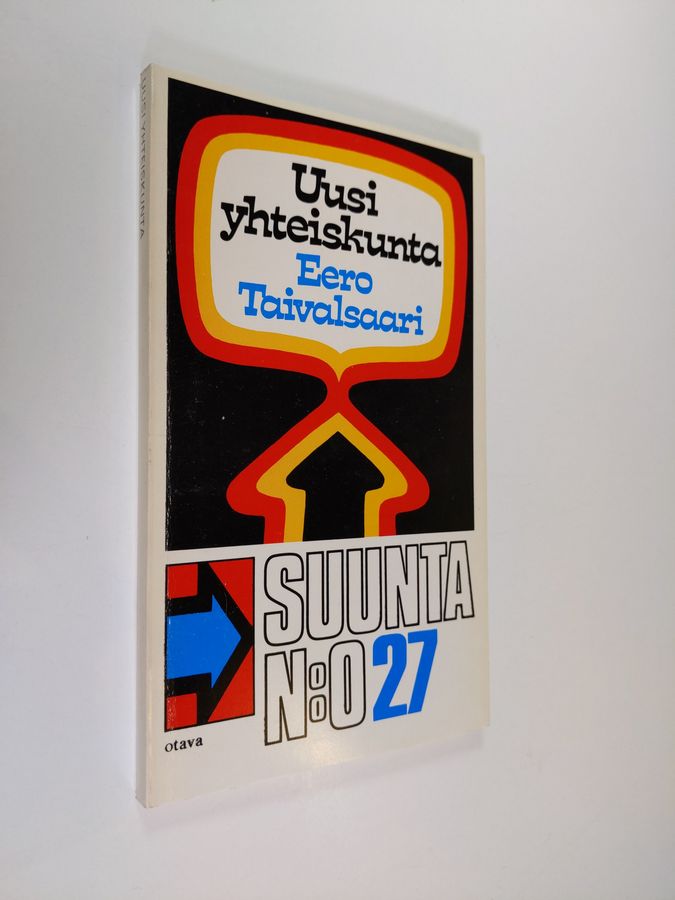 UUSI YHTEISKUNTA
Uusi
yhteiskunta
Eero
Taivalsaari
SUUNTA
N:o 27
otava